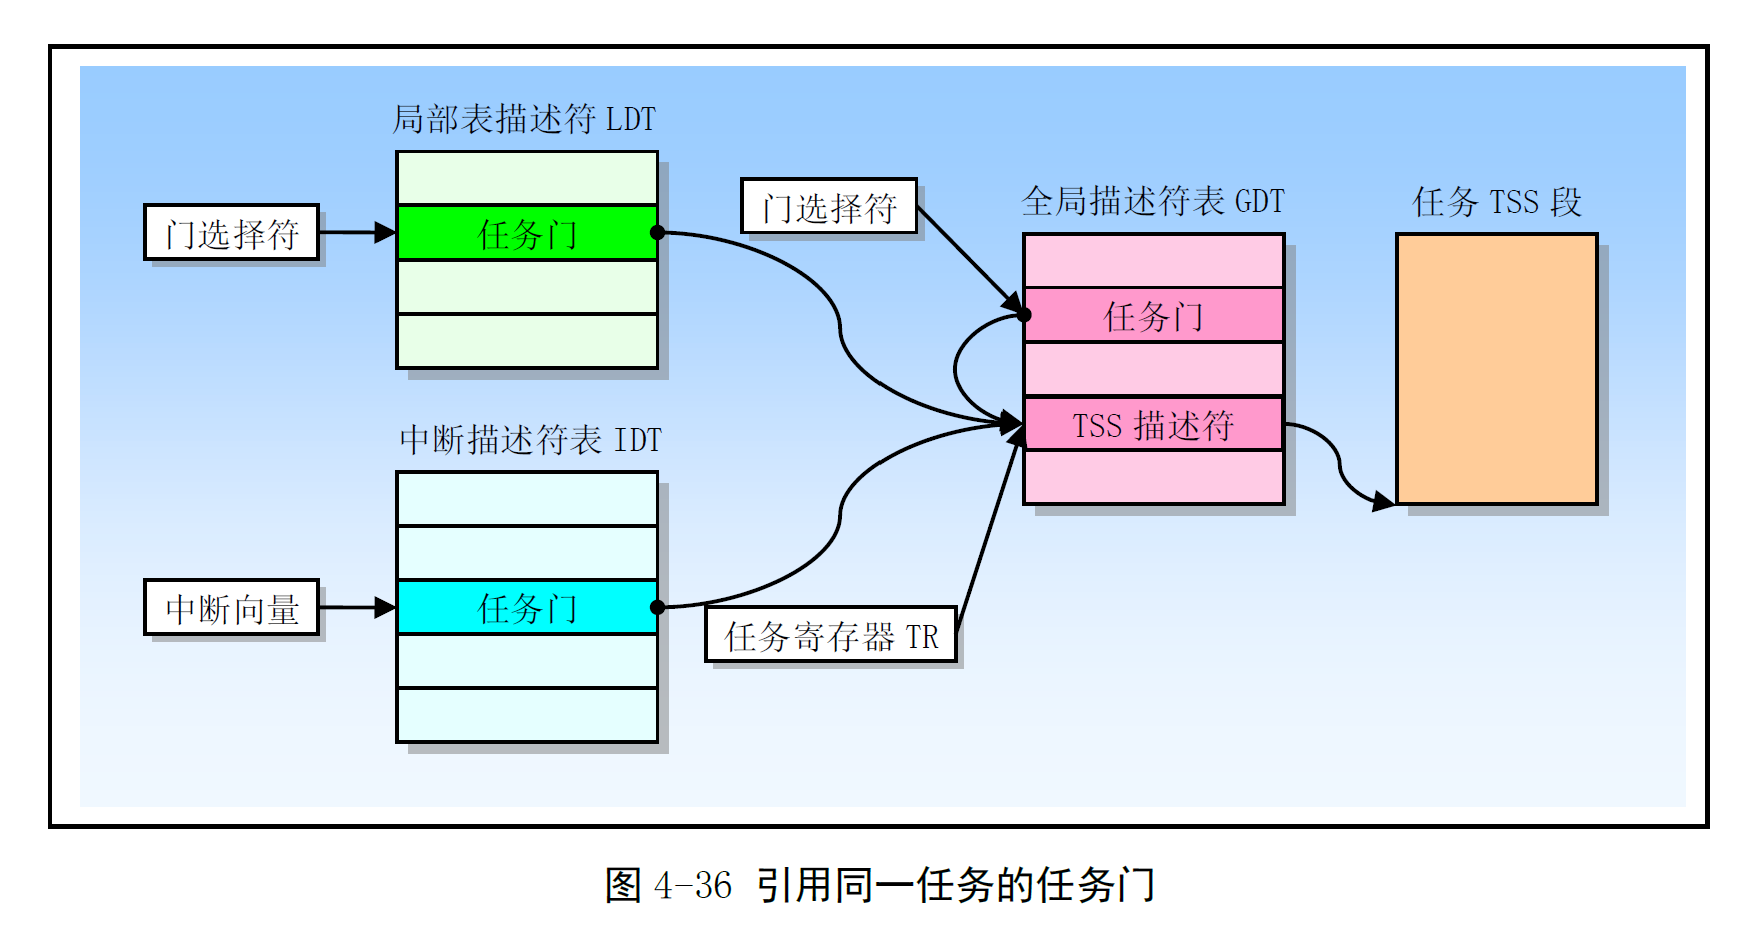 局部表描述符 LDT
门选择符
任务门
门选择符
全局描述符表 GDT
任务 TSS 段
任务门
TSS 描述符
中断描述符表 IDT
中断向量
任务门
任务寄存器 TR
图 4-36 引用同一任务的任务门